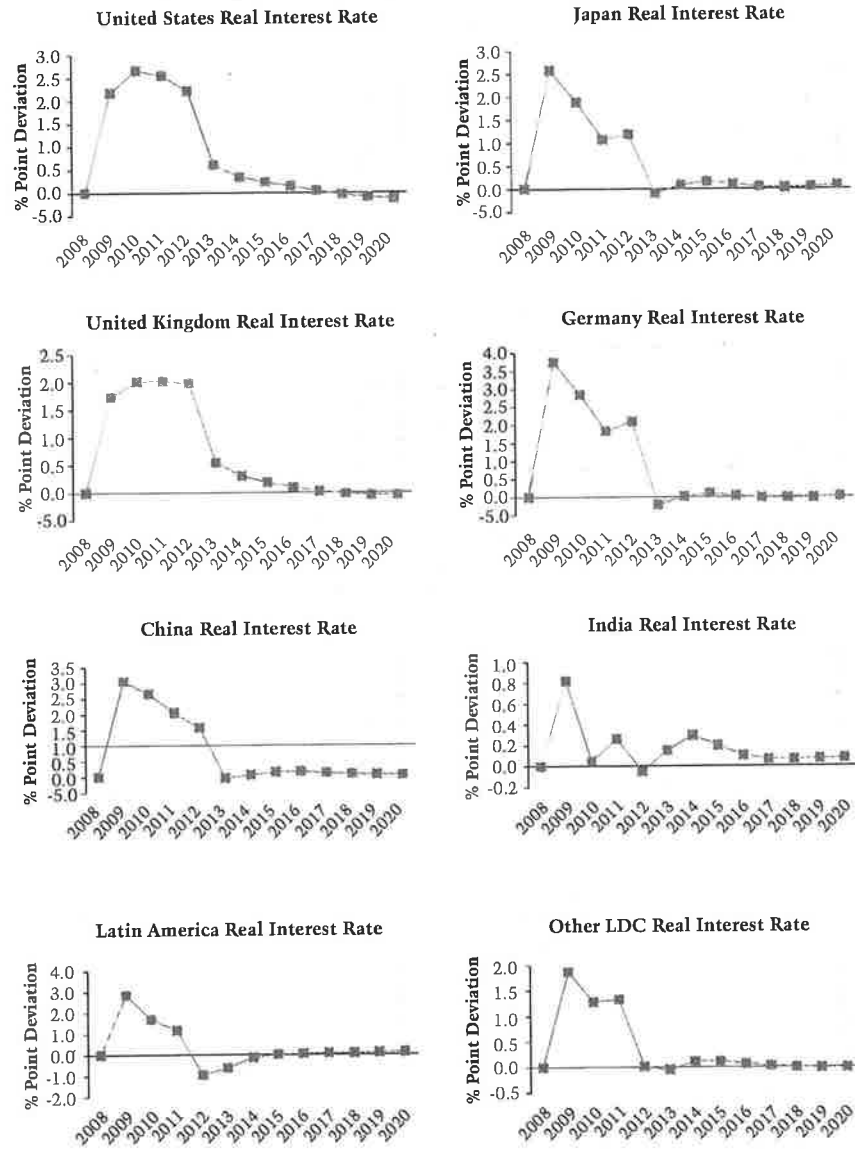 United States Real Interest Rate
% Point Deviation
3.0
2.5
2.0
1.5
1.0
0.5
0.0
-5.0
2008 2009 2010 2011 2012 2013 2014 2015 2016 2017 2018 2019 2020
Japan Real Interest Rate
% Point Deviation
3.0
2.5
2.0
1.5
1.0
0.5
0.0
-5.0
2008 2009 2010 2011 2012 2013 2014 2015 2016 2017 2018 2019 2020
United Kingdom Real Interest Rate
% Point Deviation
2.5
2.0
1.5
1.0
0.5
0.0
-5.0
2008 2009 2010 2011 2012 2013 2014 2015 2016 2017 2018 2019 2020
Germany Real Interest Rate
% Point Deviation
4.0
3.5
3.0
2.5
2.0
1.5
1.0
0.5
0.0
-5.0
2008 2009 2010 2011 2012 2013 2014 2015 2016 2017 2018 2019 2020
China Real Interest Rate
% Point Deviation
3.5
3.0
2.5
2.0
1.5
1.0
0.5
0.0
-5.0
2008 2009 2010 2011 2012 2013 2014 2015 2016 2017 2018 2019 2020
India Real Interest Rate
% Point Deviation
1.0
0.8
0.6
0.4
0.2
0.0
-0.2
2008 2009 2010 2011 2012 2013 2014 2015 2016 2017 2018 2019 2020
Latin America Real Interest Rate
% Point Deviation
4.0
3.0
2.0
1.0
0.0
-1.0
-2.0
2008 2009 2010 2011 2012 2013 2014 2015 2016 2017 2018 2019 2020
Other LDC Real Interest Rate
% Point Deviation
2.0
1.5
1.0
0.5
0.0
-0.5
2008 2009 2010 2011 2012 2013 2014 2015 2016 2017 2018 2019 2020